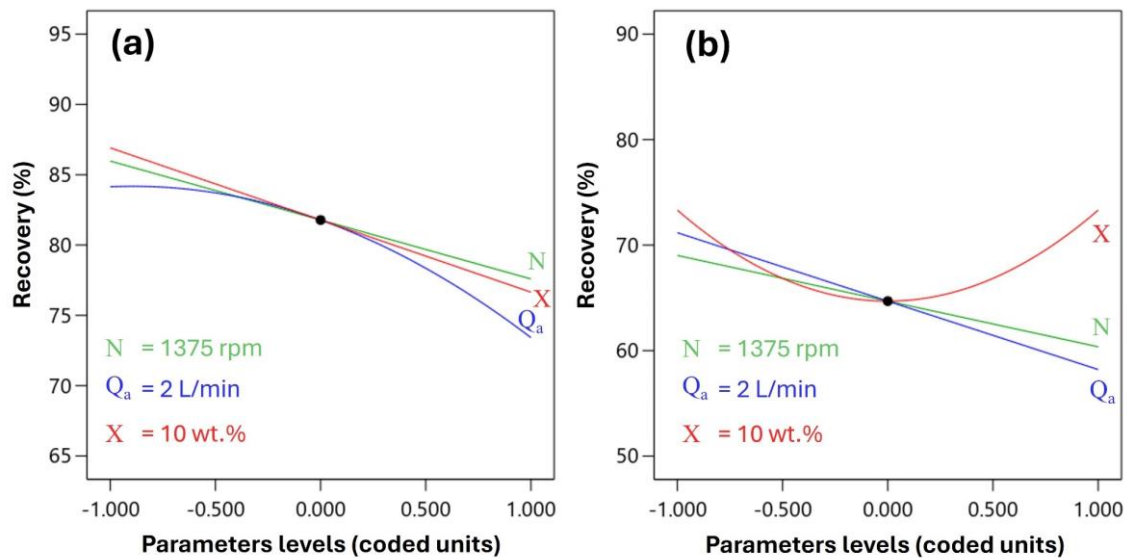 (a)
Recovery (%)
95
90
85
80
75
70
65
N
X
Qa
N = 1375 rpm
Qa = 2 L/min
X = 10 wt.%
-1.000 -0.500 0.000 0.500 1.000
Parameters levels (coded units)
(b)
Recovery (%)
90
80
70
60
50
X
N
Qa
N = 1375 rpm
Qa = 2 L/min
X = 10 wt.%
-1.000 -0.500 0.000 0.500 1.000
Parameters levels (coded units)